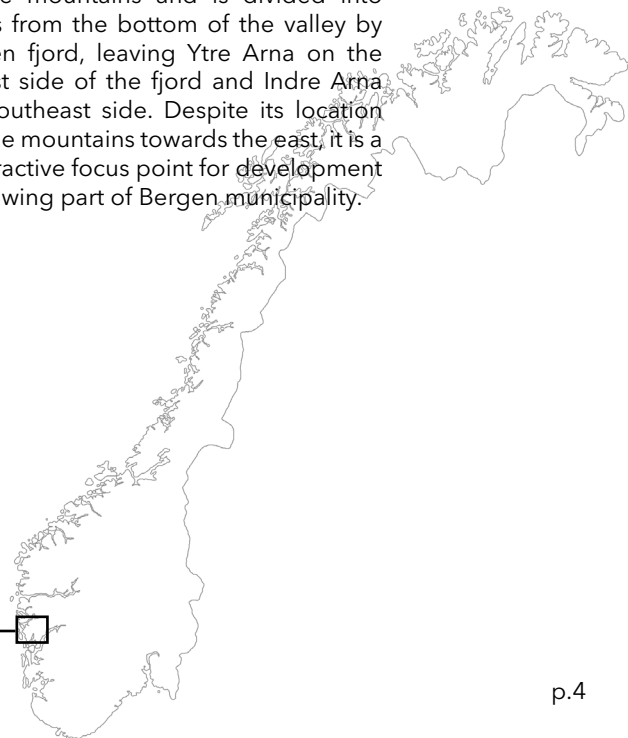 mountains and is divided into
from the bottom of the valley by
fjord, leaving Ytre Arna on the
side of the fjord and Indre Arna
southeast side. Despite its location
mountains towards the east, it is a
focus point for development
part of Bergen municipality.
p.4